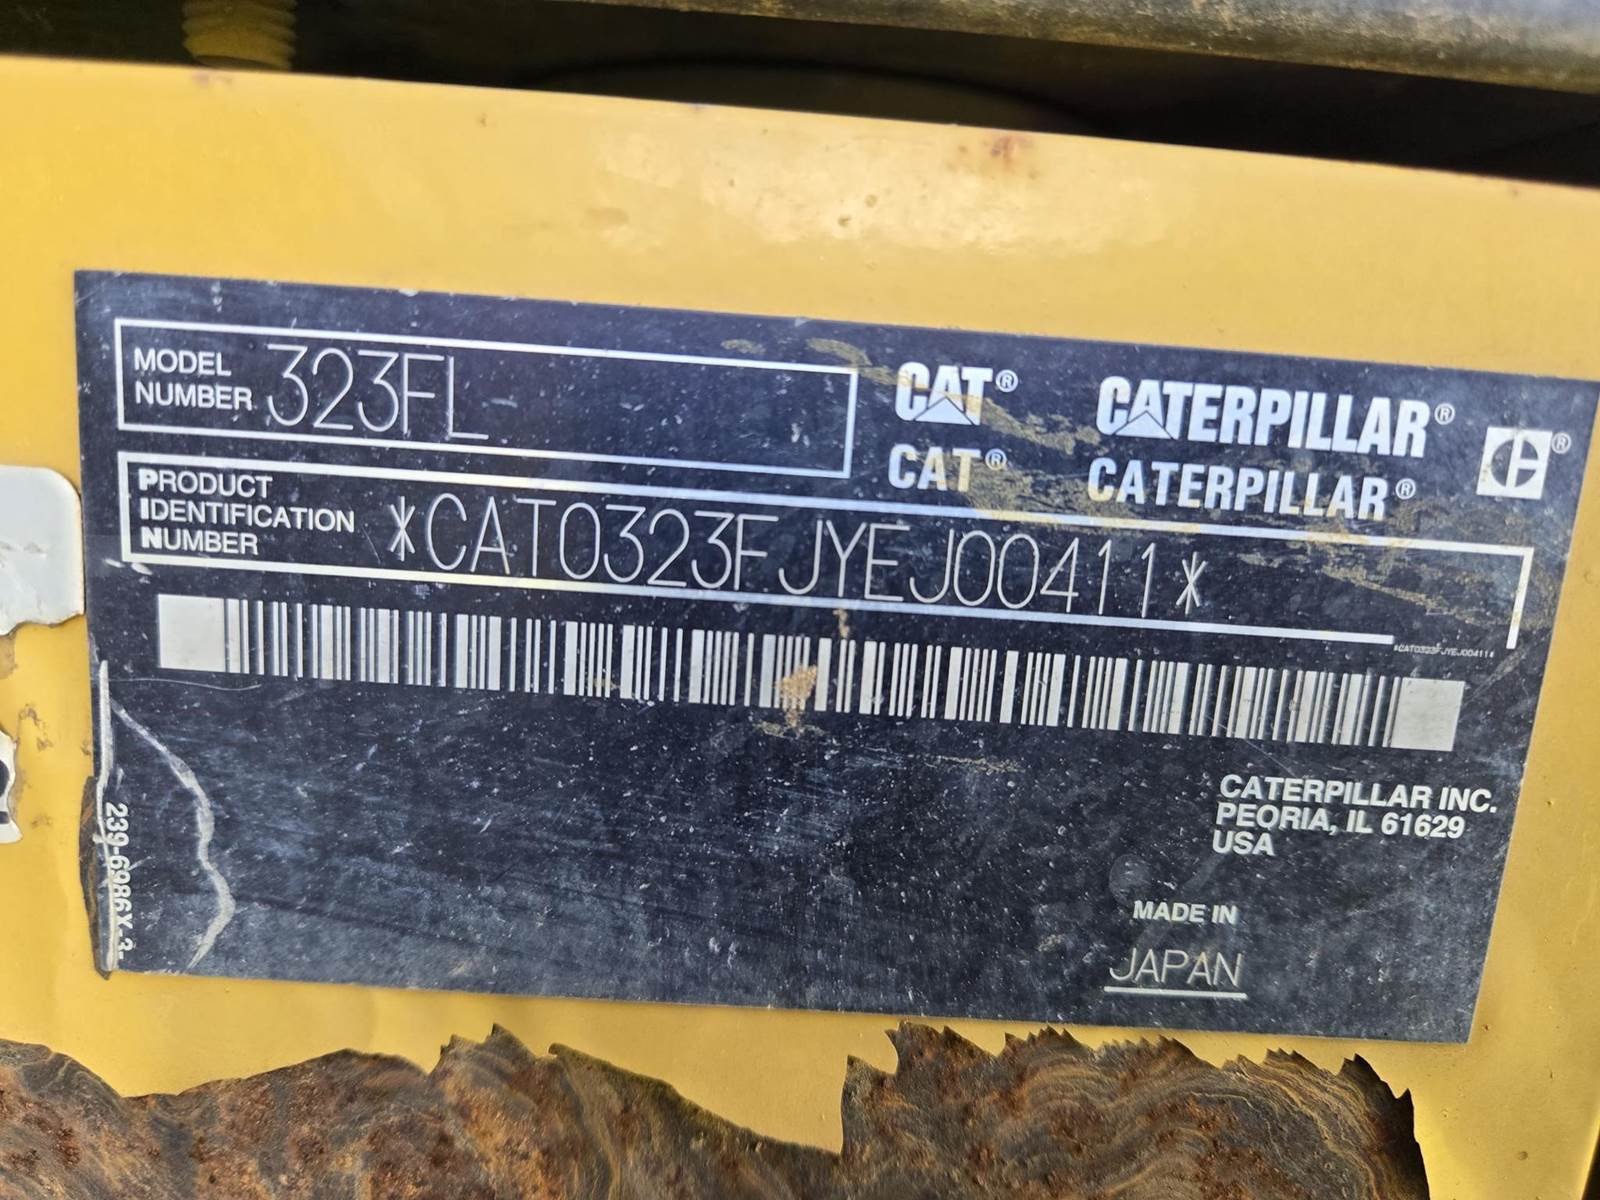 MODEL
NUMBER 323FL
CAT® CATERPILLAR®
CAT® CATERPILLAR® ®
PRODUCT
IDENTIFICATION
NUMBER *CAT0323FJYEJ00411*
*CAT0323FJYEJ00411*
CATERPILLAR INC.
PEORIA, IL 61629
USA
MADE IN
JAPAN
239-6986X-3-